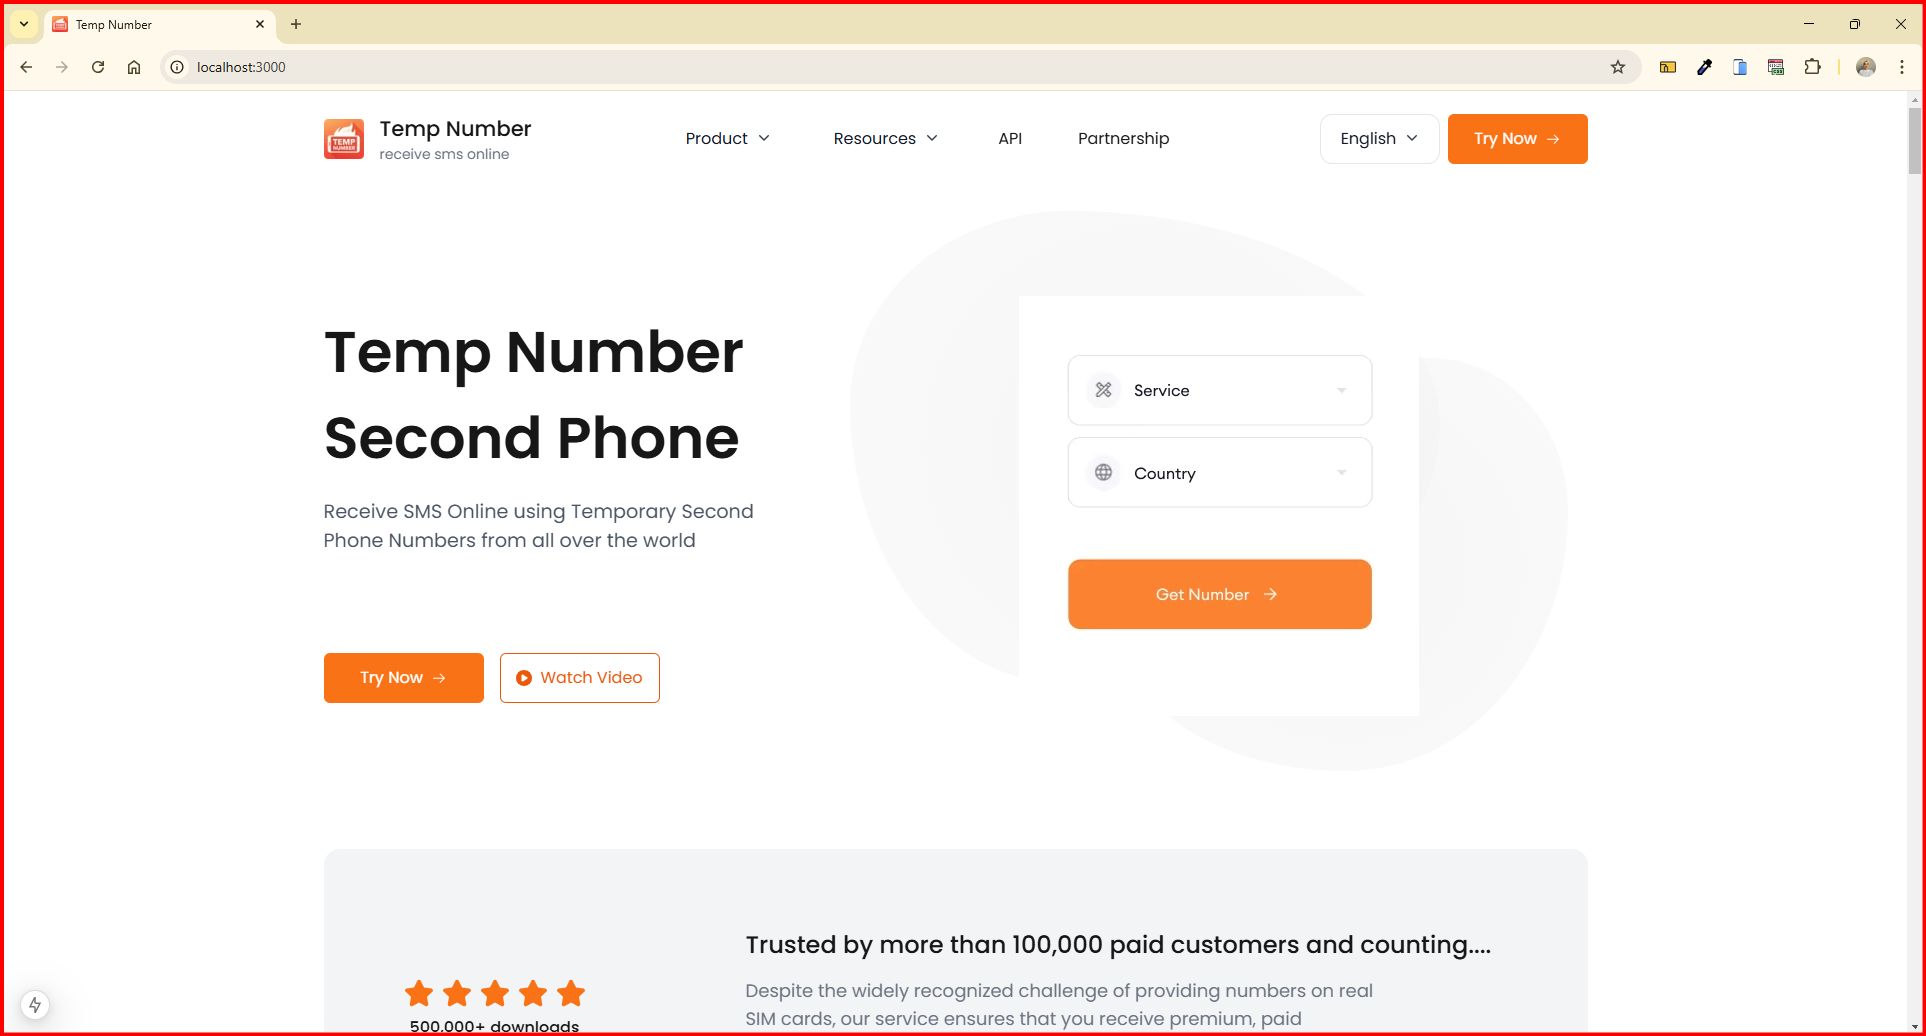 Temp Number
localhost:3000
TEMP
NUMBER
Temp Number
receive sms online
Product
Resources
API
Partnership
English
Try Now
Temp Number
Second Phone
Receive SMS Online using Temporary Second
Phone Numbers from all over the world
Try Now
Watch Video
Service
Country
Get Number
Trusted by more than 100,000 paid customers and counting....
Despite the widely recognized challenge of providing numbers on real
SIM cards, our service ensures that you receive premium, paid
500,000+ downloads